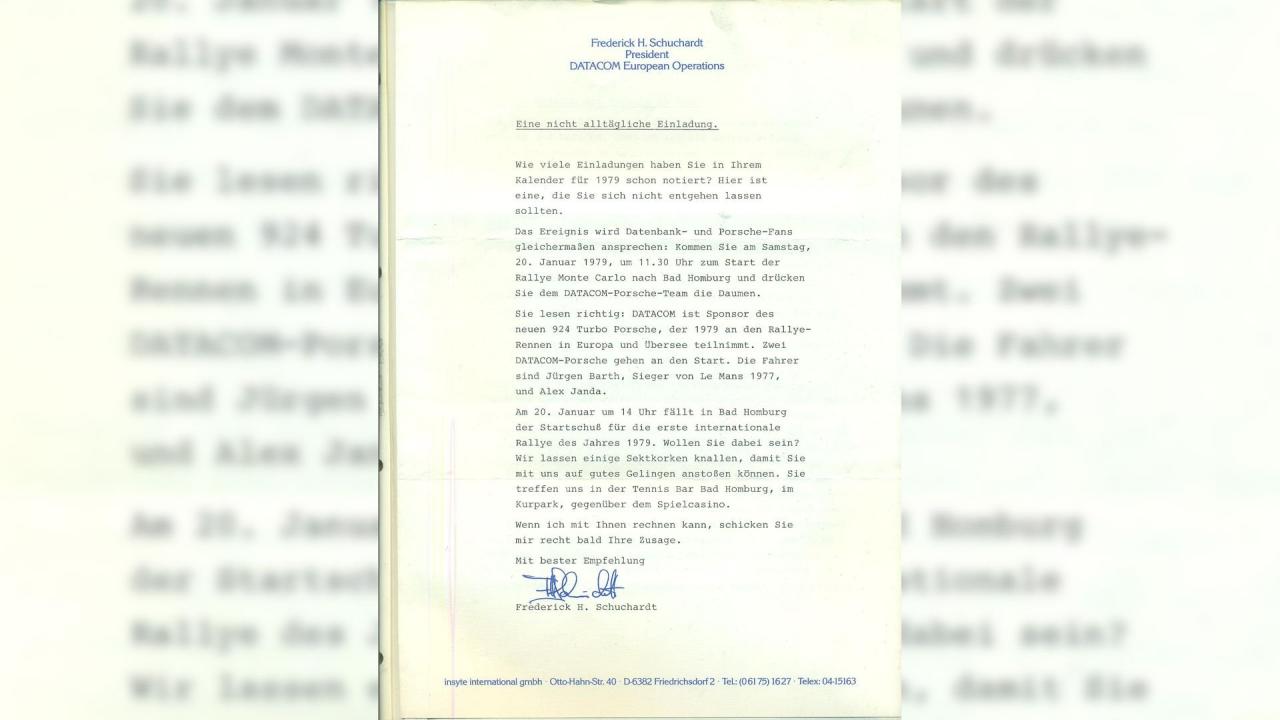 Frederick H. Schuchardt
President
DATACOM European Operations
Eine nicht alltägliche Einladung.
Wie viele Einladungen haben Sie in Ihrem
Kalender für 1979 schon notiert? Hier ist
eine, die Sie sich nicht entgehen lassen
sollten.
Das Ereignis wird Datenbank- und Porsche-Fans
gleichermaßen ansprechen: Kommen Sie am Samstag,
20. Januar 1979, um 11.30 Uhr zum Start der
Rallye Monte Carlo nach Bad Homburg und drücken
Sie dem DATACOM-Porsche-Team die Daumen.
Sie lesen richtig: DATACOM ist Sponsor des
neuen 924 Turbo Porsche, der 1979 an den Rallye-
Rennen in Europa und Übersee teilnimmt. Zwei
DATACOM-Porsche gehen an den Start. Die Fahrer
sind Jürgen Barth, Sieger von Le Mans 1977,
und Alex Janda.
Am 20. Januar um 14 Uhr fällt in Bad Homburg
der Startschuß für die erste internationale
Rallye des Jahres 1979. Wollen Sie dabei sein?
Wir lassen einige Sektkorken knallen, damit Sie
mit uns auf gutes Gelingen anstoßen können. Sie
treffen uns in der Tennis Bar Bad Homburg, im
Kurpark, gegenüber dem Spielcasino.
Wenn ich mit Ihnen rechnen kann, schicken Sie
mir recht bald Ihre Zusage.
Mit bester Empfehlung
Frederick H. Schuchardt
insyte international gmbh · Otto-Hahn-Str. 40 · D-6382 Friedrichsdorf 2 · Tel.: (06175) 1627 · Telex: 04-15163